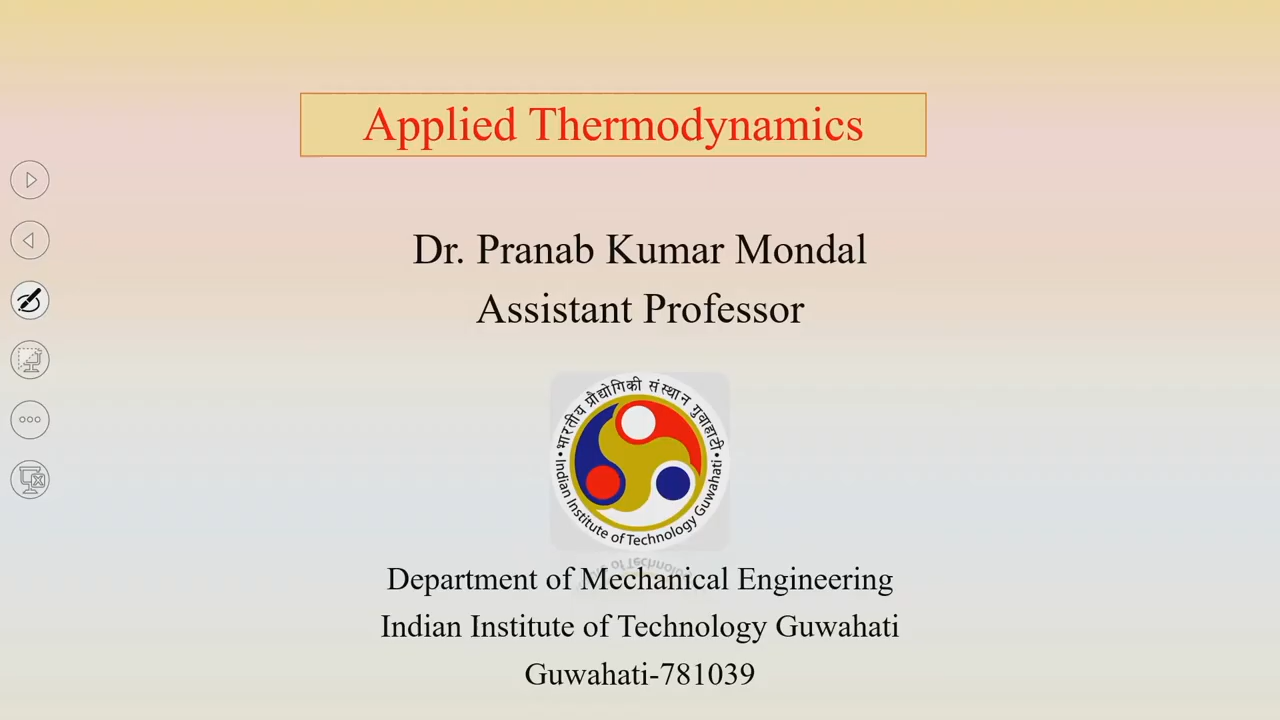 Applied Thermodynamics
Dr. Pranab Kumar Mondal
Assistant Professor
भारतीय प्रौद्योगिकी संस्थान गुवाहाटी
Indian Institute of Technology Guwahati
Department of Mechanical Engineering
Indian Institute of Technology Guwahati
Guwahati-781039